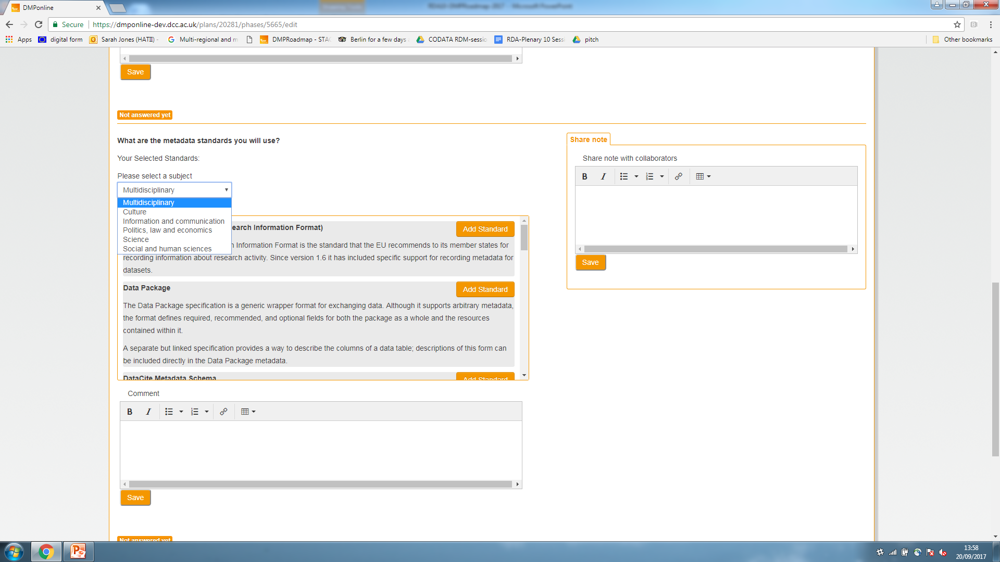 DMPonline
RDA10-DMPRoadmap-2017 - Microsoft PowerPoint
Secure
https://dmponline-dev.dcc.ac.uk/plans/20281/phases/5665/edit
Apps
digital form
Sarah Jones (HATII) -
Multi-regional and m
DMPRoadmap - STAG
Berlin for a few days
CODATA RDM-sessio
RDA-Plenary 10 Sessi
pitch
Other bookmarks
Save
Not answered yet
What are the metadata standards you will use?
Your Selected Standards:
Please select a subject
Multidisciplinary
Multidisciplinary
Culture
Information and communication
Politics, law and economics
Science
Social and human sciences
earch Information Format)
Add Standard
n Information Format is the standard that the EU recommends to its member states for
recording information about research activity. Since version 1.6 it has included specific support for recording metadata for
datasets.
Data Package
Add Standard
The Data Package specification is a generic wrapper format for exchanging data. Although it supports arbitrary metadata,
the format defines required, recommended, and optional fields for both the package as a whole and the resources
contained within it.
A separate but linked specification provides a way to describe the columns of a data table; descriptions of this form can
be included directly in the Data Package metadata.
DataCite Metadata Schema
Add Standard
Comment
B I
Save
Share note
Share note with collaborators
B I
Save
Not answered yet
13:58
20/09/2017